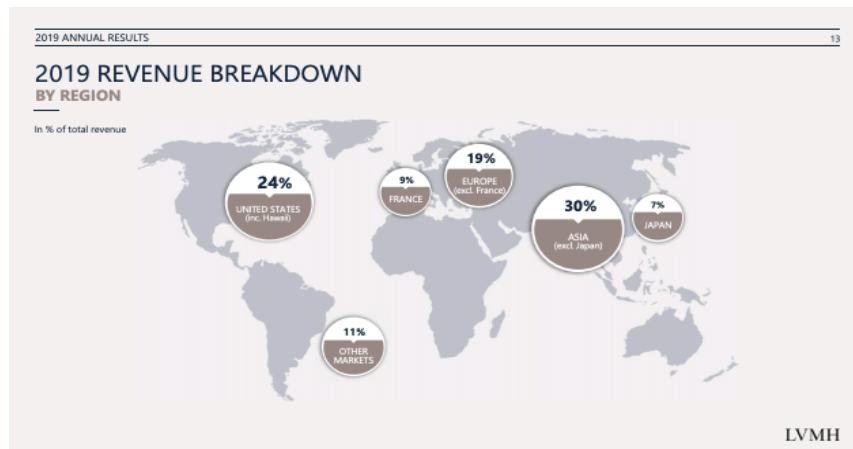 2019 ANNUAL RESULTS
13
2019 REVENUE BREAKDOWN
BY REGION
In % of total revenue
24%
UNITED STATES
(inc. Hawaii)
9%
FRANCE
19%
EUROPE
(excl. France)
30%
ASIA
(excl. Japan)
7%
JAPAN
11%
OTHER
MARKETS
LVMH